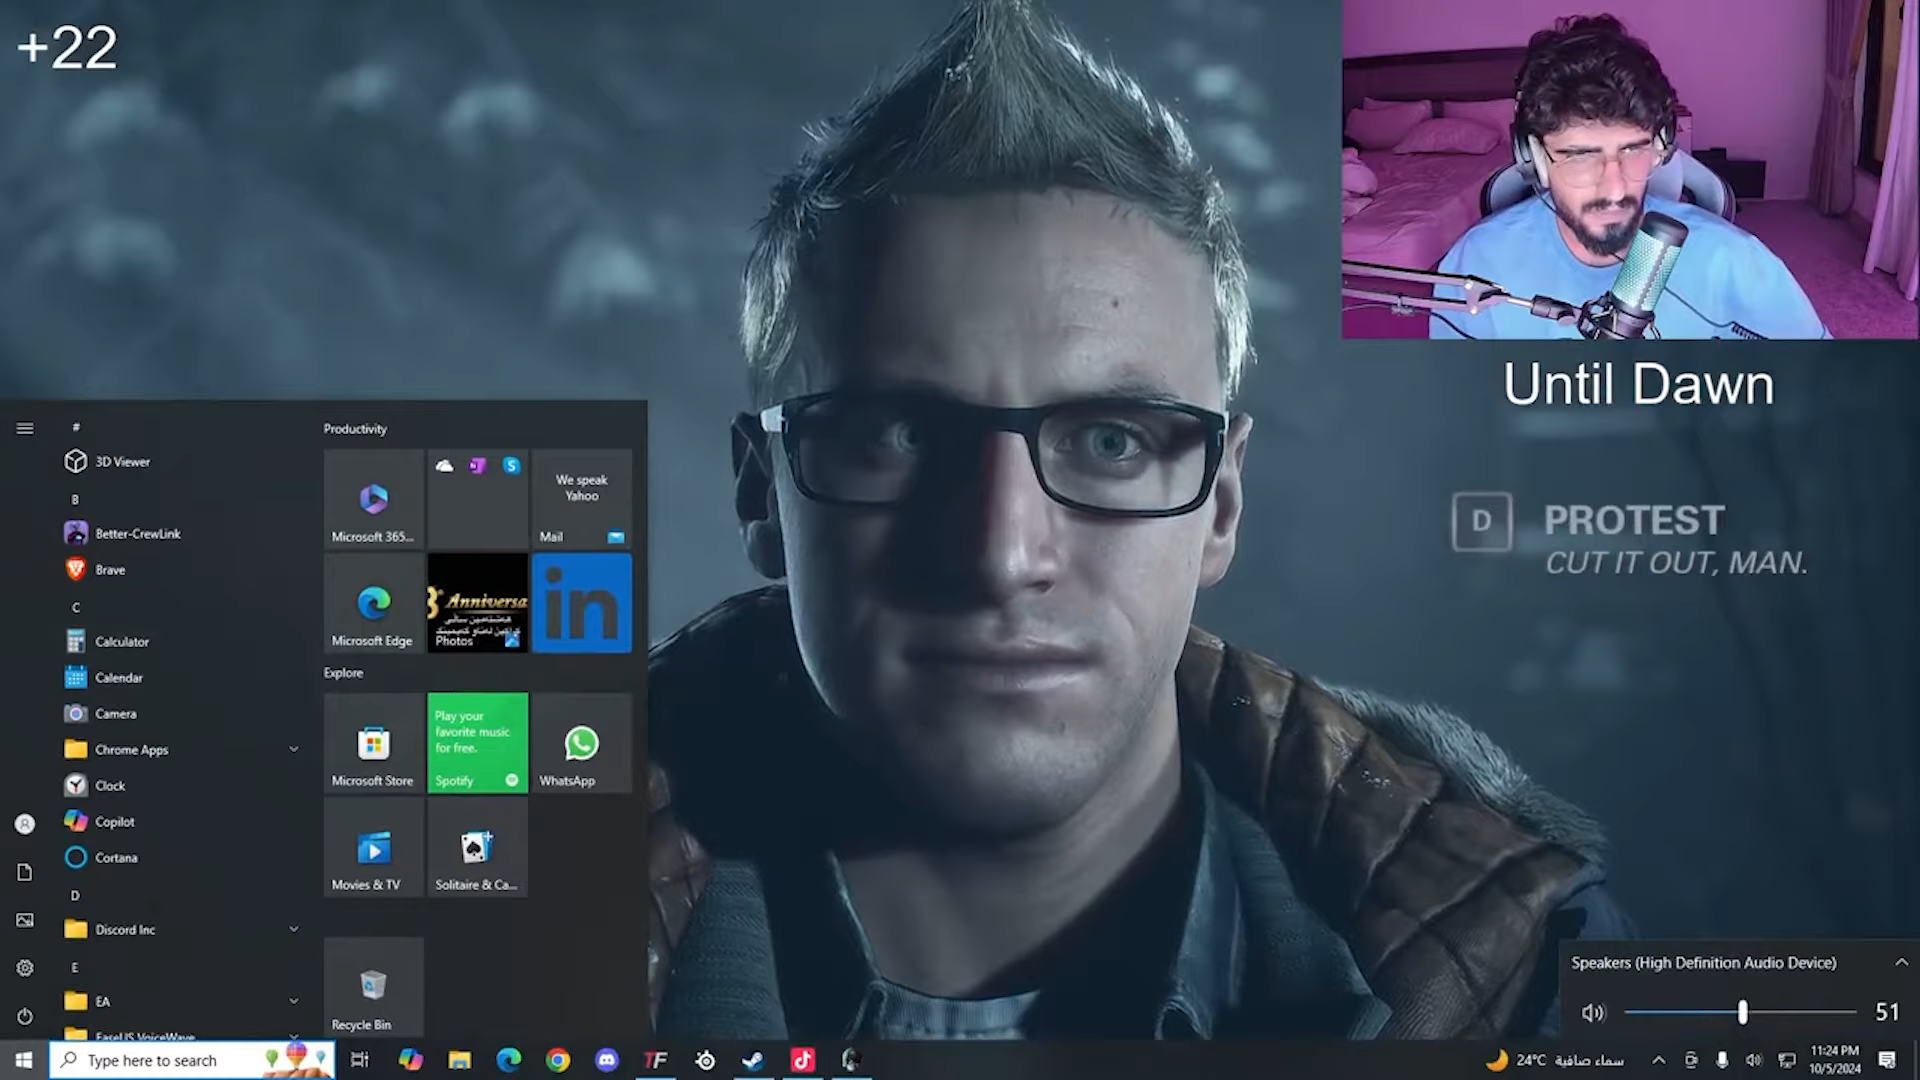 +22
Until Dawn
D
PROTEST
CUT IT OUT, MAN.
#
3D Viewer
B
Better-CrewLink
Brave
C
Calculator
Calendar
Camera
Chrome Apps
Clock
Copilot
Cortana
D
Discord Inc
E
EA
EaseUS VoiceWave
Productivity
Microsoft 365...
We speak
Yahoo
Mail
Microsoft Edge
Anniversa
Photos
in
Explore
Microsoft Store
Play your
favorite music
for free.
Spotify
WhatsApp
Movies & TV
Solitaire & Ca...
Recycle Bin
Speakers (High Definition Audio Device)
51
Type here to search
TF
24°C سماء صافية
11:24 PM
10/5/2024